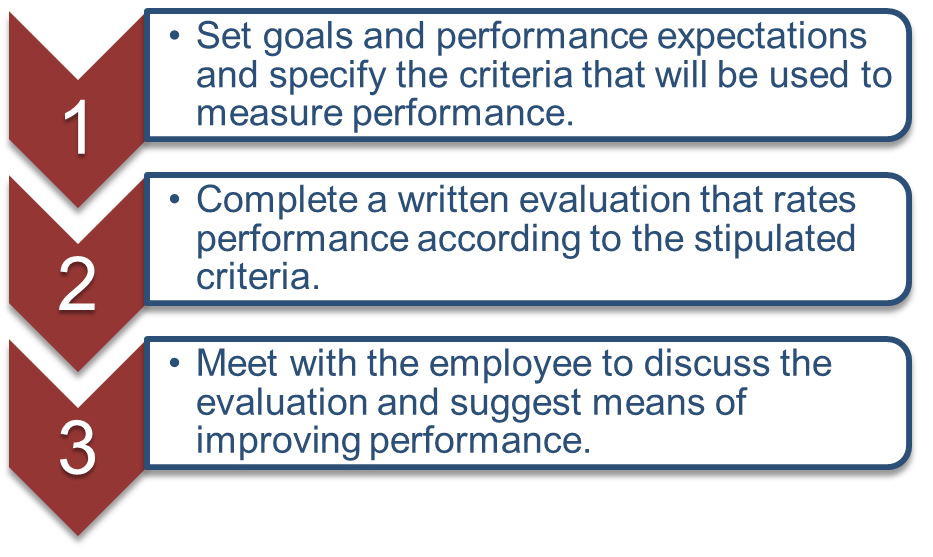 1
• Set goals and performance expectations
and specify the criteria that will be used to
measure performance.
2
• Complete a written evaluation that rates
performance according to the stipulated
criteria.
3
• Meet with the employee to discuss the
evaluation and suggest means of
improving performance.